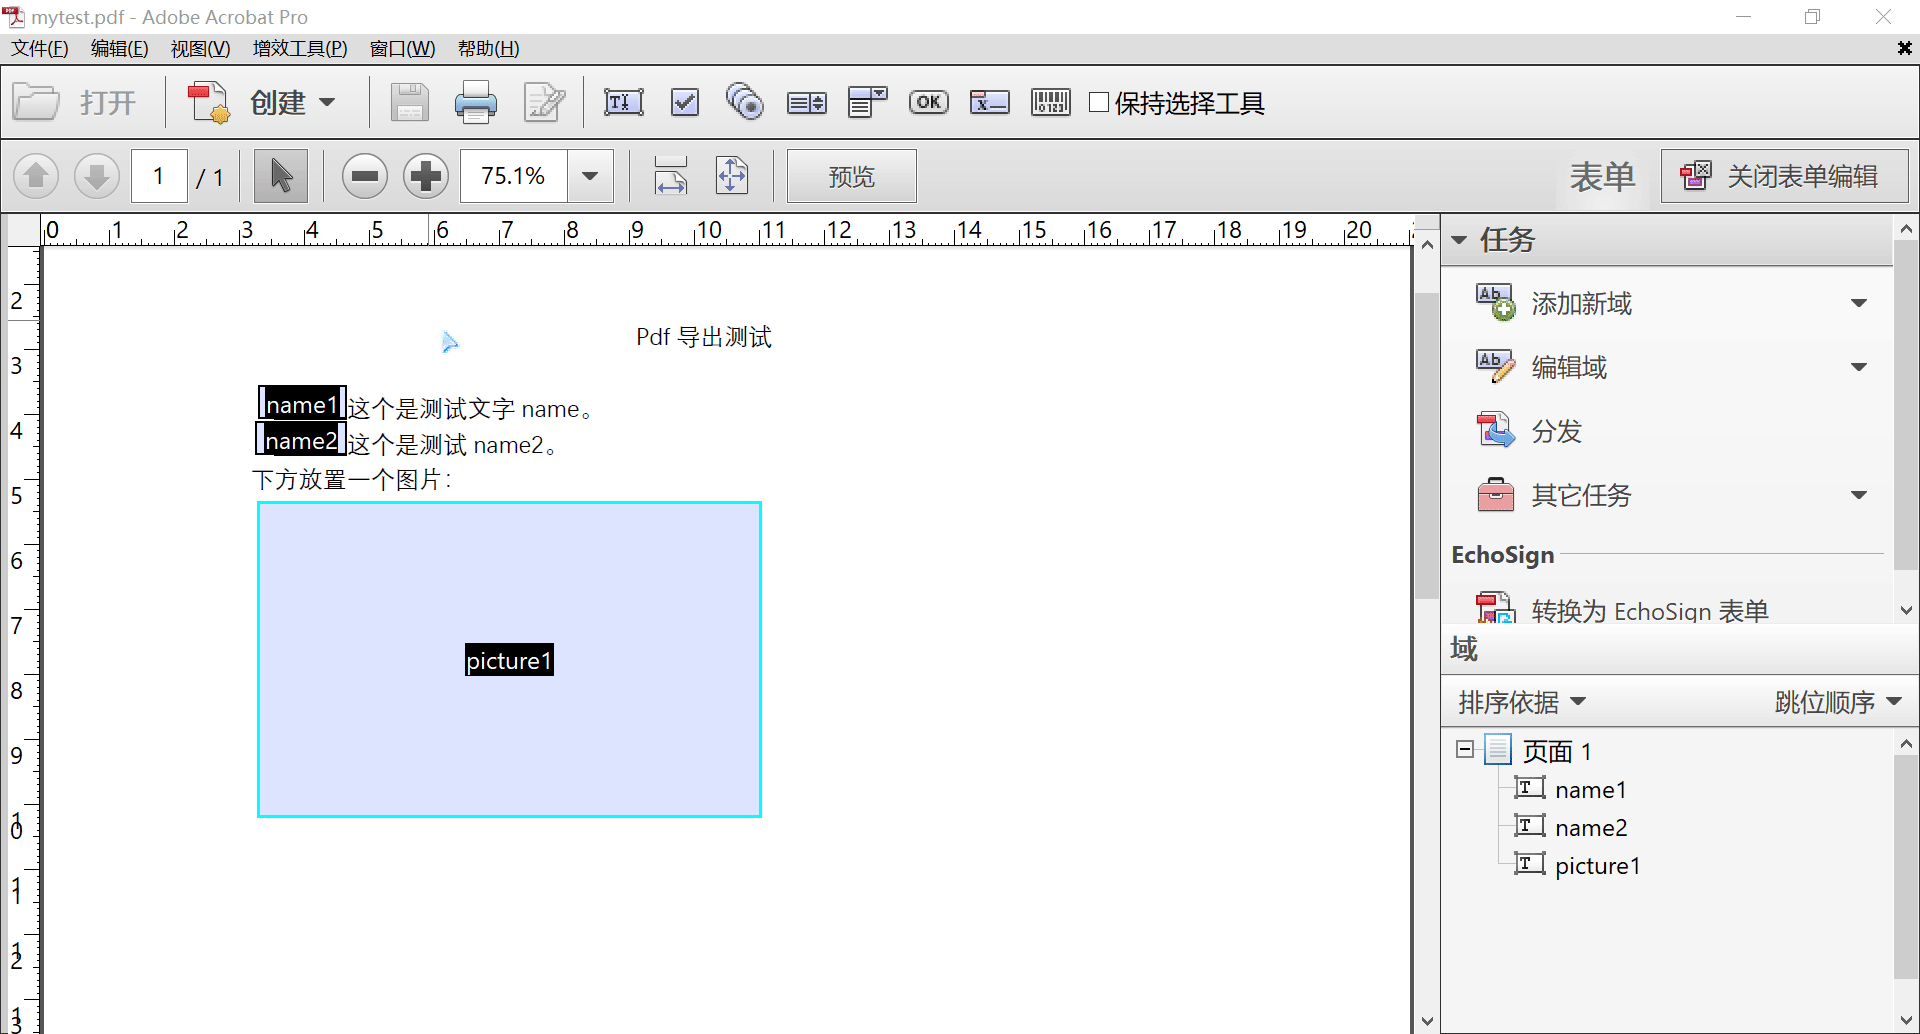 mytest.pdf - Adobe Acrobat Pro
文件(F) 编辑(E) 视图(V) 增效工具(P) 窗口(W) 帮助(H)
打开 创建 OK 保持选择工具
1 / 1 75.1% 预览 表单 关闭表单编辑
0 1 2 3 4 5 6 7 8 9 10 11 12 13 14 15 16 17 18 19 20
2
3
4
5
6
7
8
9
10
11
12
13
Pdf 导出测试
name1 这个是测试文字 name。
name2 这个是测试 name2。
下方放置一个图片：
picture1
任务
添加新域
编辑域
分发
其它任务
EchoSign
转换为 EchoSign 表单
域
排序依据 跳位顺序
页面 1
name1
name2
picture1